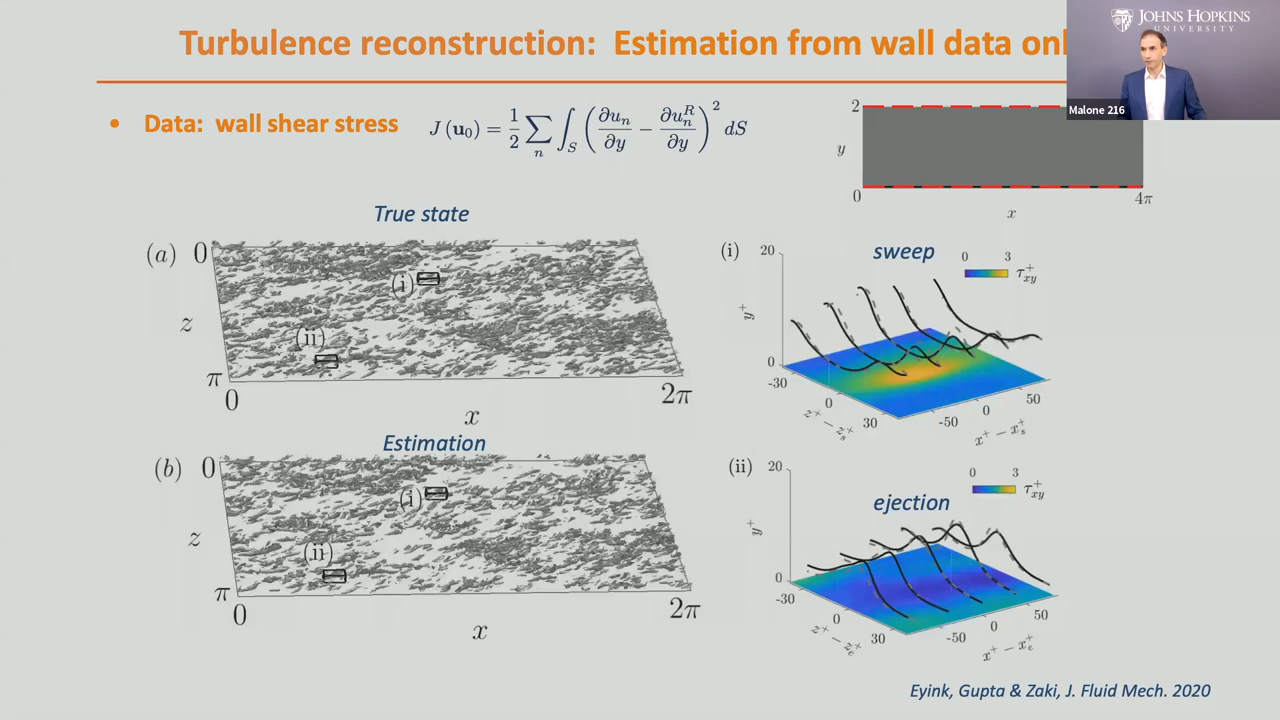 Turbulence reconstruction: Estimation from wall data onl
JOHNS HOPKINS
UNIVERSITY
Malone 216
• Data: wall shear stress
J (u₀) = 1/2 ∑ₙ ∫_S (∂uₙ/∂y − ∂uₙᴿ/∂y)² dS
2
y
0
x
4π
True state
(a)
0
z
π
0
x
2π
(i)
(ii)
(i)
20
sweep
0 3
τ⁺xy
y⁺
0
-30
0
30
z⁺ − z⁺ₛ
-50
0
50
x⁺ − x⁺ₛ
Estimation
(b)
0
z
π
0
x
2π
(i)
(ii)
(ii)
20
0 3
τ⁺xy
ejection
y⁺
0
-30
0
30
z⁺ − z⁺ₑ
-50
0
50
x⁺ − x⁺ₑ
Eyink, Gupta & Zaki, J. Fluid Mech. 2020